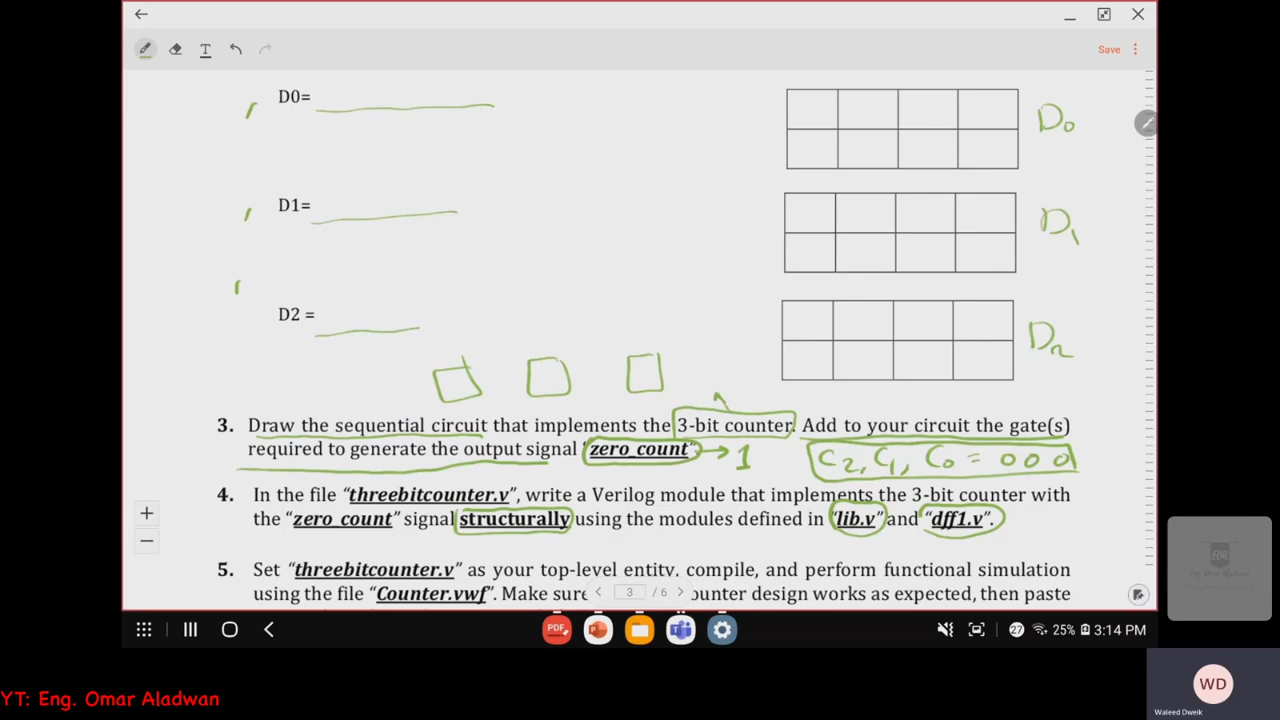 Save
D0=
D0
D1=
D1
D2 =
D2
3. Draw the sequential circuit that implements the 3-bit counter. Add to your circuit the gate(s)
required to generate the output signal "zero_count". → 1 C2, C1, C0 = 000
4. In the file "threebitcounter.v", write a Verilog module that implements the 3-bit counter with
the "zero_count" signal structurally using the modules defined in "lib.v" and "dff1.v".
5. Set "threebitcounter.v" as your top-level entity, compile, and perform functional simulation
using the file "Counter.vwf". Make sure ounter design works as expected, then paste
3 / 6
27 25% 3:14 PM
PDF
WD
Waleed Dweik
YT: Eng. Omar Aladwan